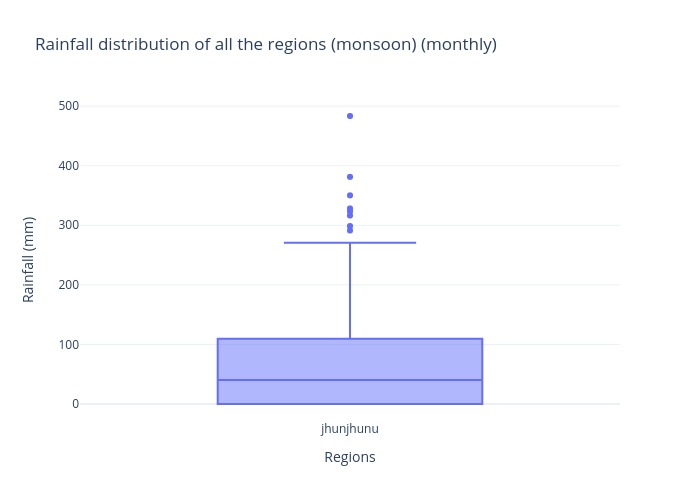 Rainfall distribution of all the regions (monsoon) (monthly)
500
400
300
200
100
0
Rainfall (mm)
jhunjhunu
Regions